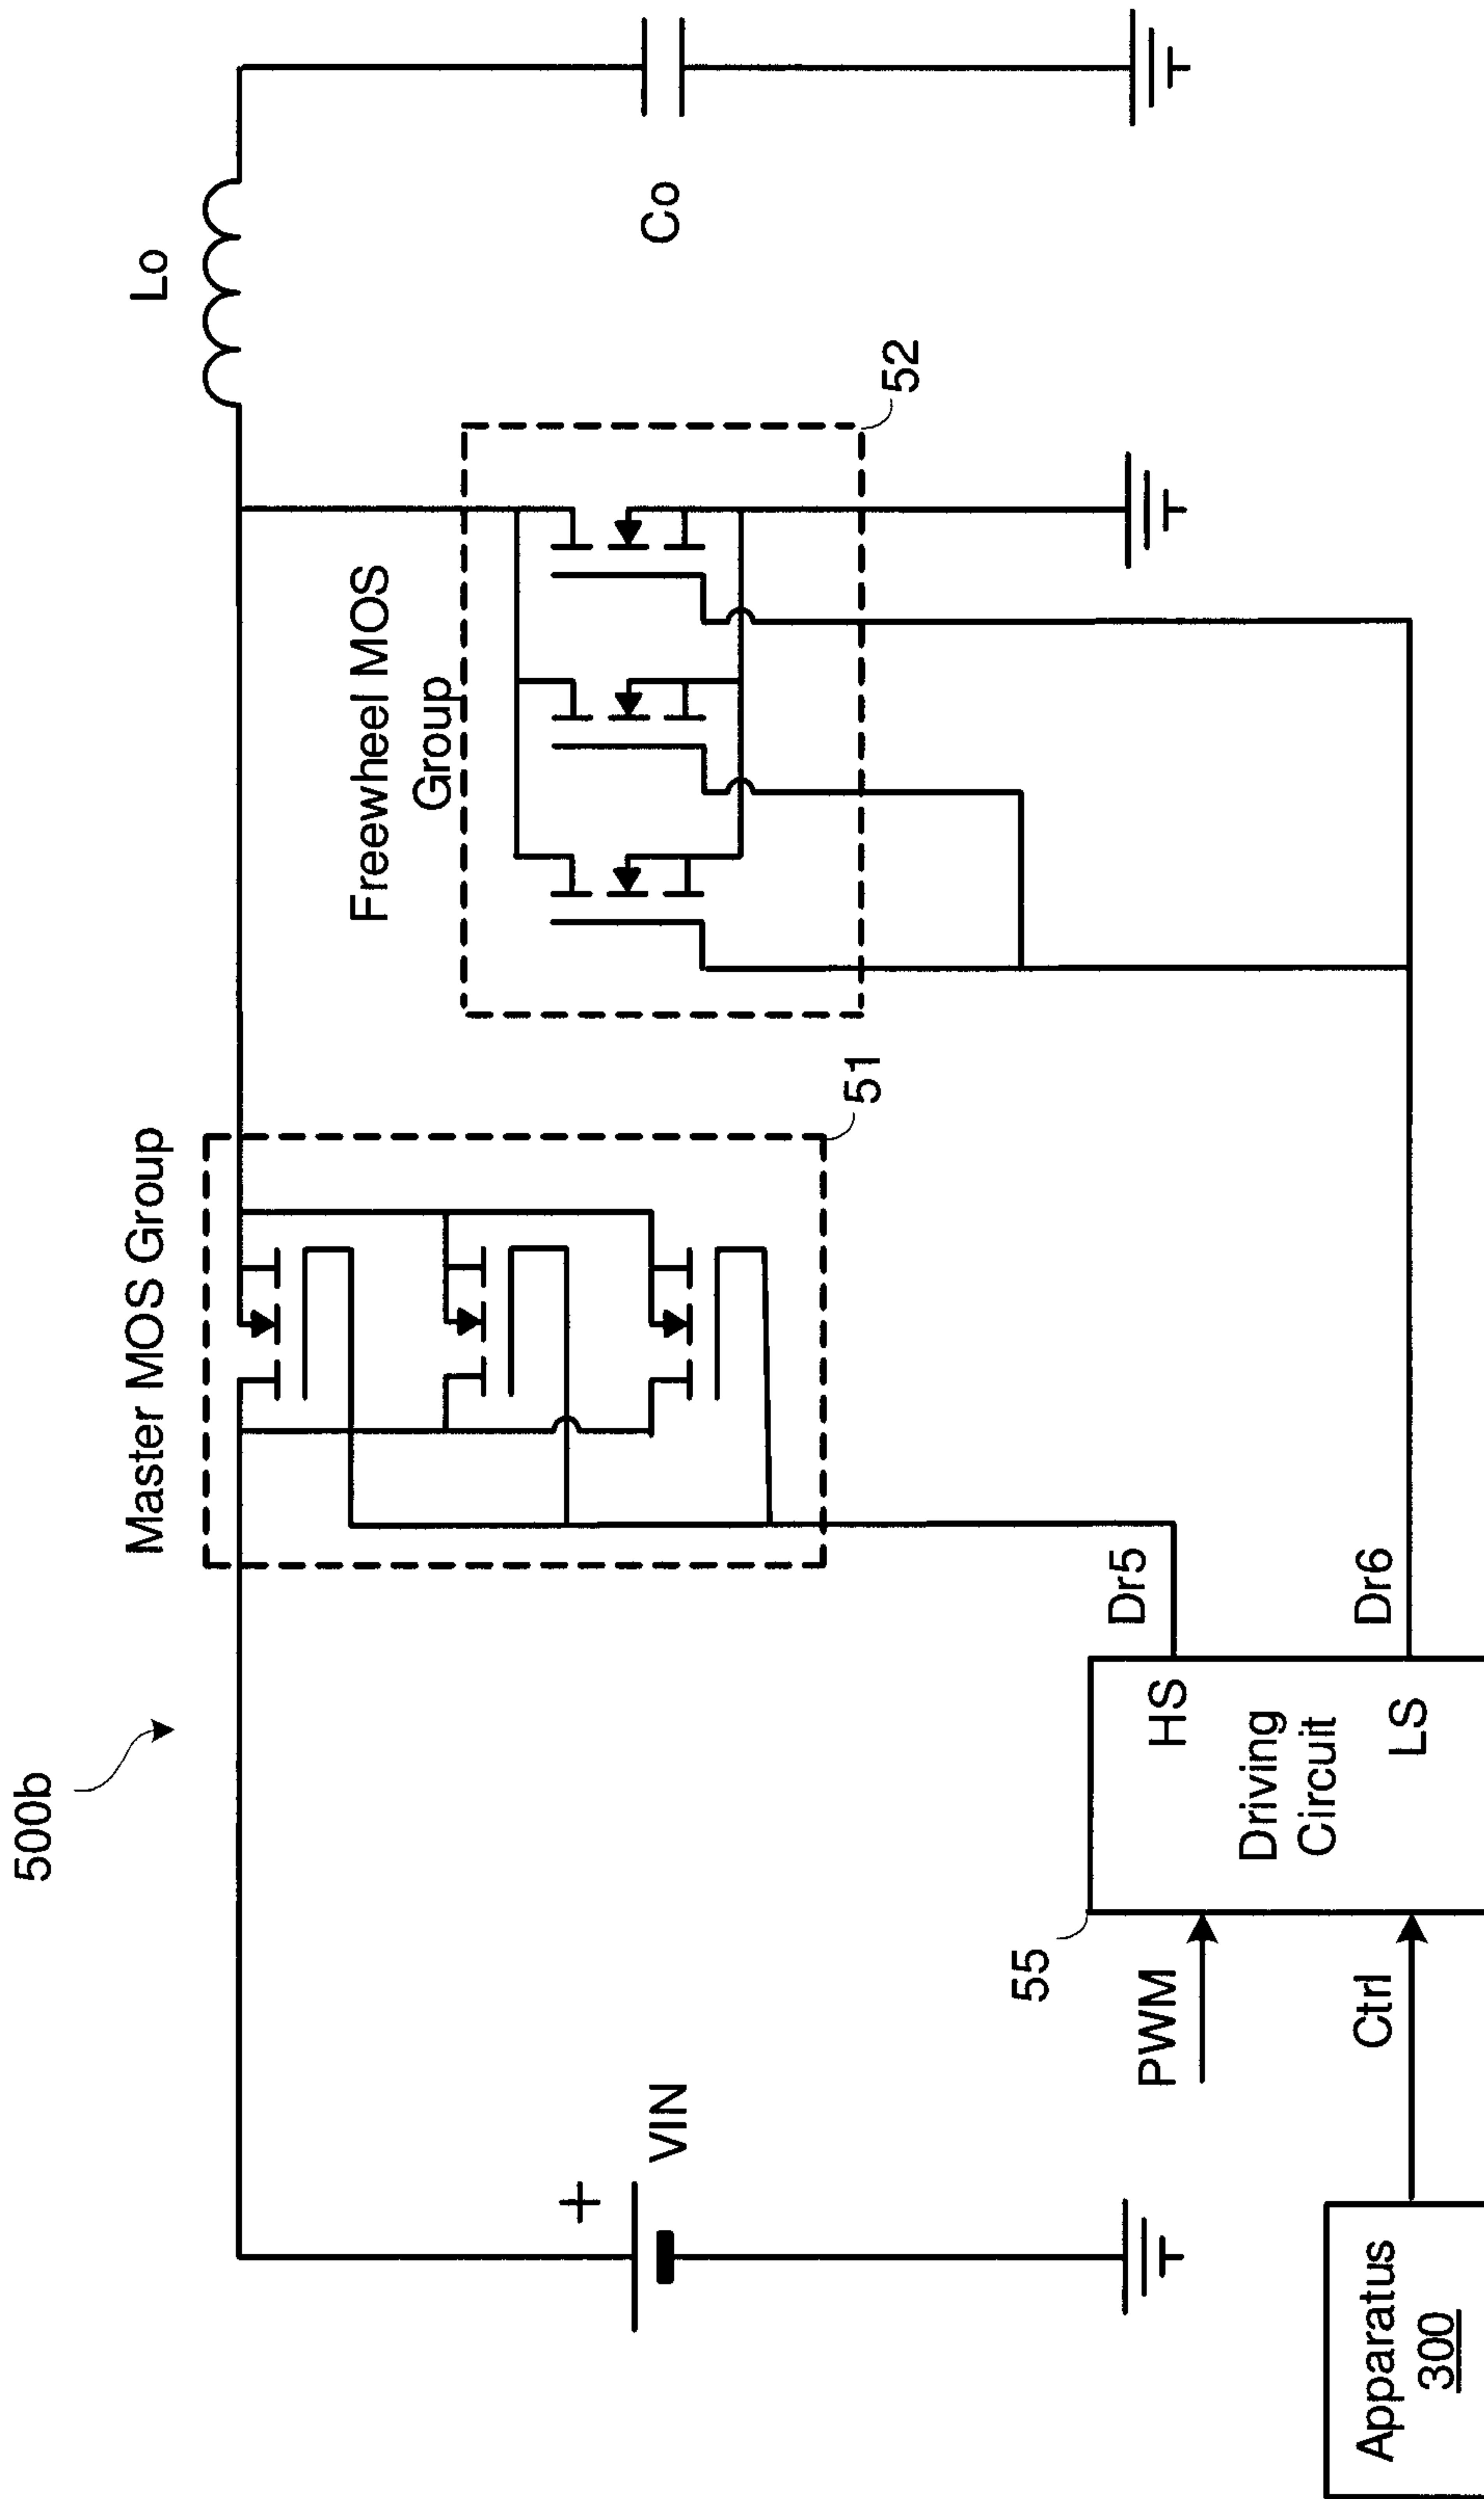 500b
Master MOS Group
51
Freewheel MOS
Group
52
Lo
Co
+
VIN
55
PWM
Ctrl
HS
Driving
Circuit
LS
Dr5
Dr6
Apparatus
300